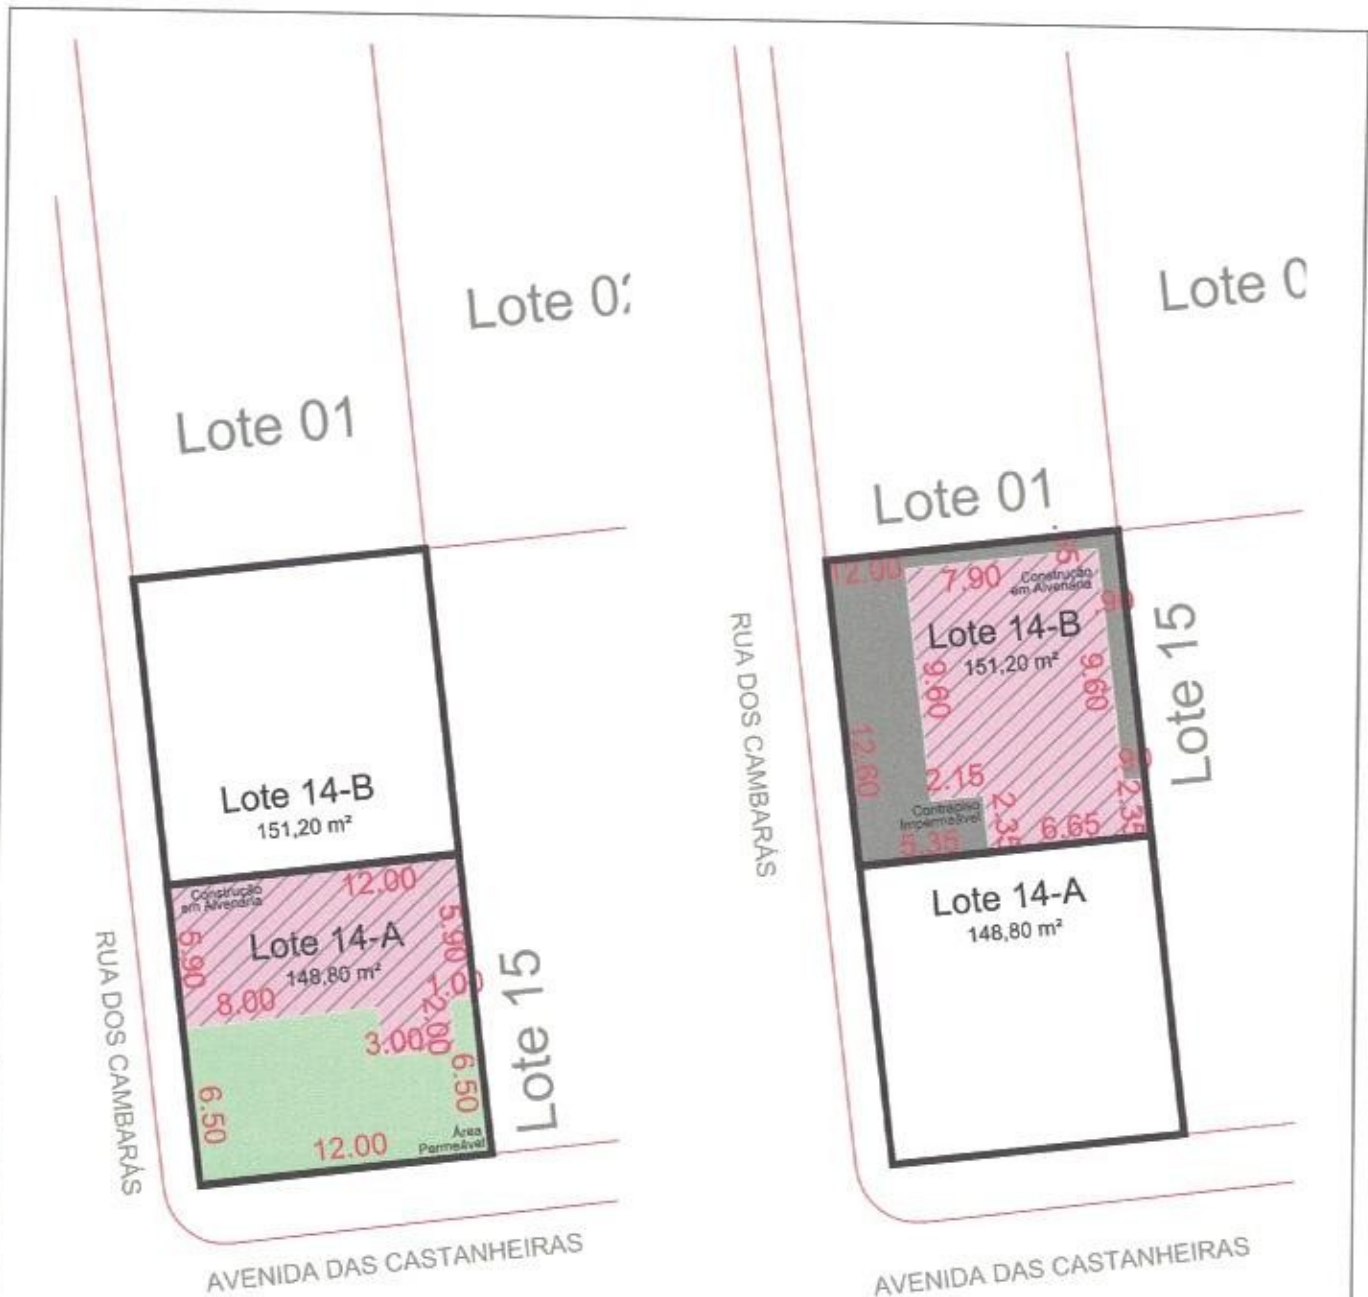 Lote 02
Lote 01
Lote 14-B
151,20 m²
Construção
em Alvenaria
12.00
Lote 14-A
148,80 m²
5.90
5.90
8.00
1.00
2.00
3.00
6.50
6.50
12.00
Área
Permeável
Lote 15
RUA DOS CAMBARÁS
AVENIDA DAS CASTANHEIRAS
Lote 0
Lote 01
12.00
7.90
Construção
em Alvenaria
Lote 14-B
151,20 m²
9.60
9.60
12.60
2.15
Contrapiso
Impermeável
2.35
2.35
5.35
6.65
Lote 15
RUA DOS CAMBARÁS
Lote 14-A
148,80 m²
AVENIDA DAS CASTANHEIRAS